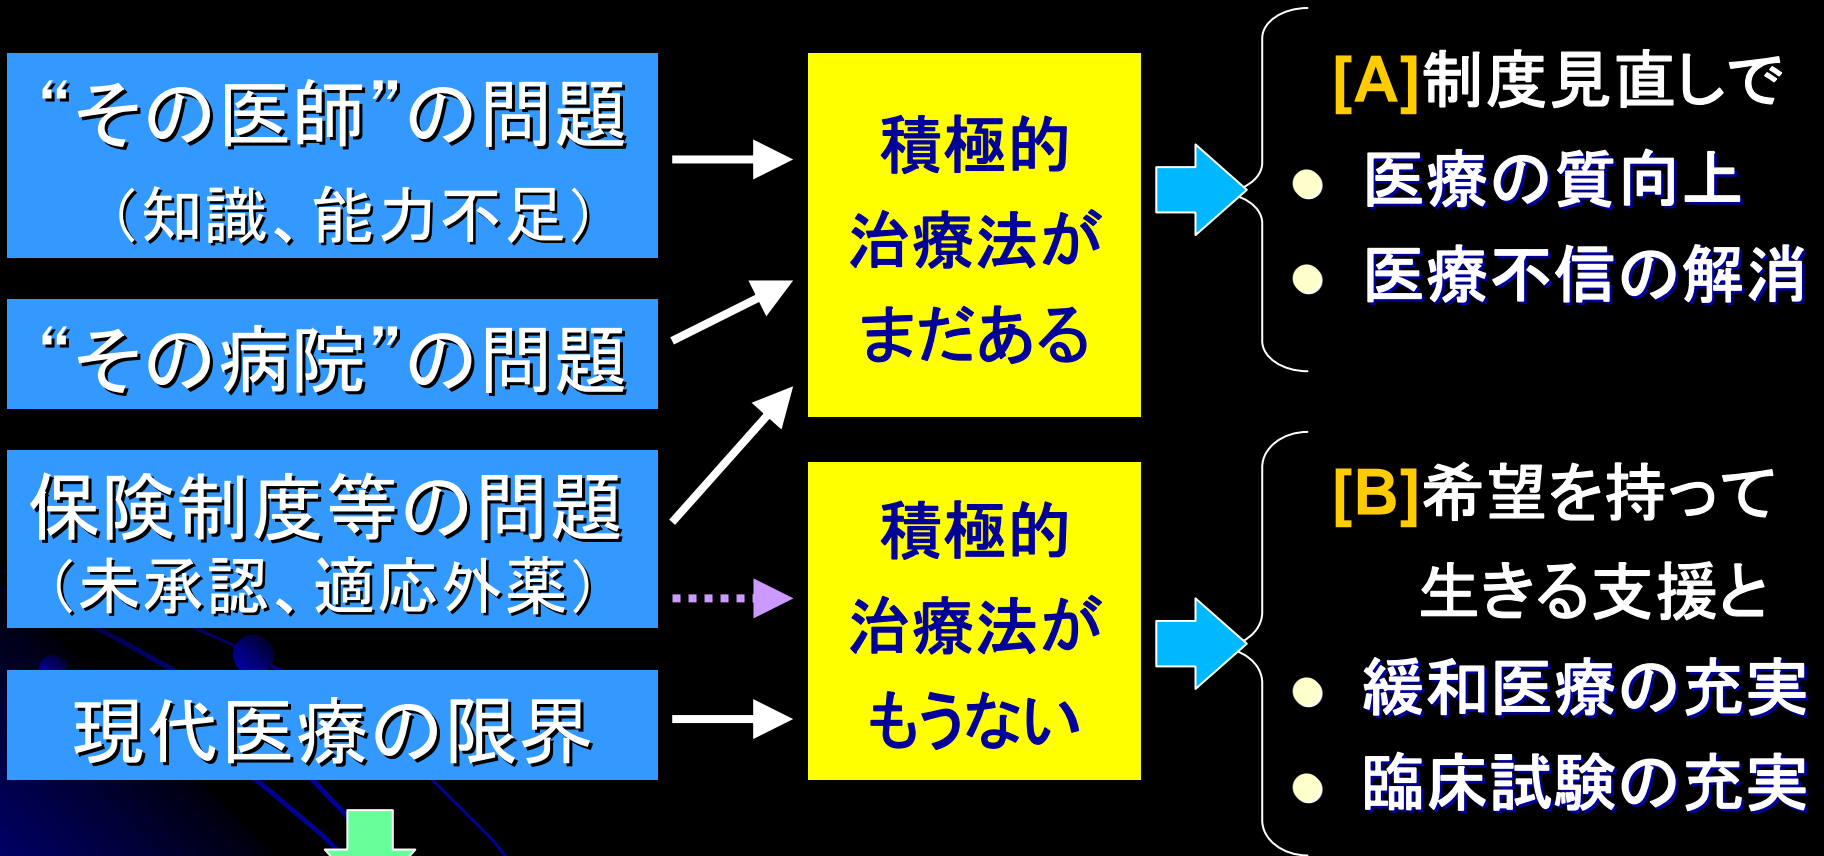 “その医師”の問題
（知識、能力不足）
“その病院”の問題
保険制度等の問題
（未承認、適応外薬）
現代医療の限界
積極的
治療法が
まだある
積極的
治療法が
もうない
[A]制度見直しで
● 医療の質向上
● 医療不信の解消
[B]希望を持って
生きる支援と
● 緩和医療の充実
● 臨床試験の充実